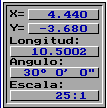 X= 4.440
Y= -3.680
Longitud:
10.5002
Angulo:
30° 0' 0"
Escala:
25:1